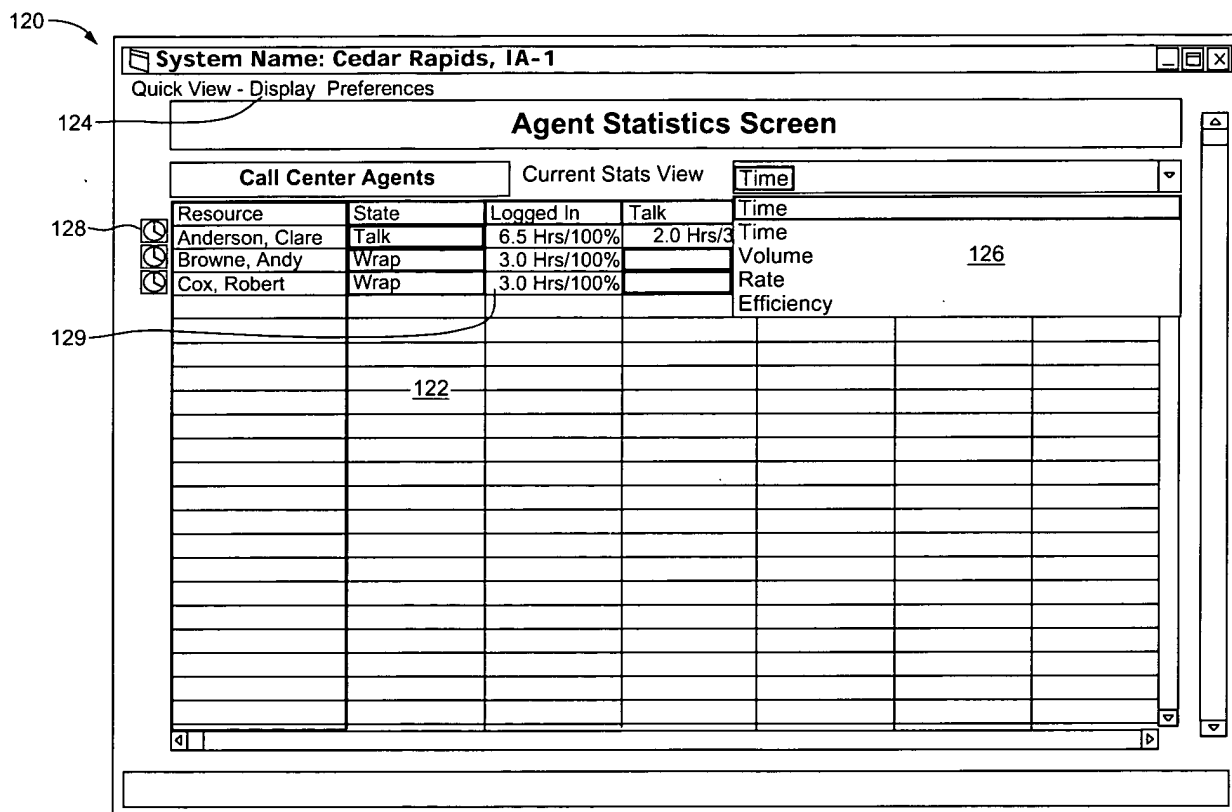 120
System Name: Cedar Rapids, IA-1
Quick View - Display Preferences
124
Agent Statistics Screen
Call Center Agents
Current Stats View
Time
Resource
State
Logged In
Talk
Time
128
Anderson, Clare
Talk
6.5 Hrs/100%
2.0 Hrs/3
Time
Browne, Andy
Wrap
3.0 Hrs/100%
Volume
126
Cox, Robert
Wrap
3.0 Hrs/100%
Rate
Efficiency
129
122